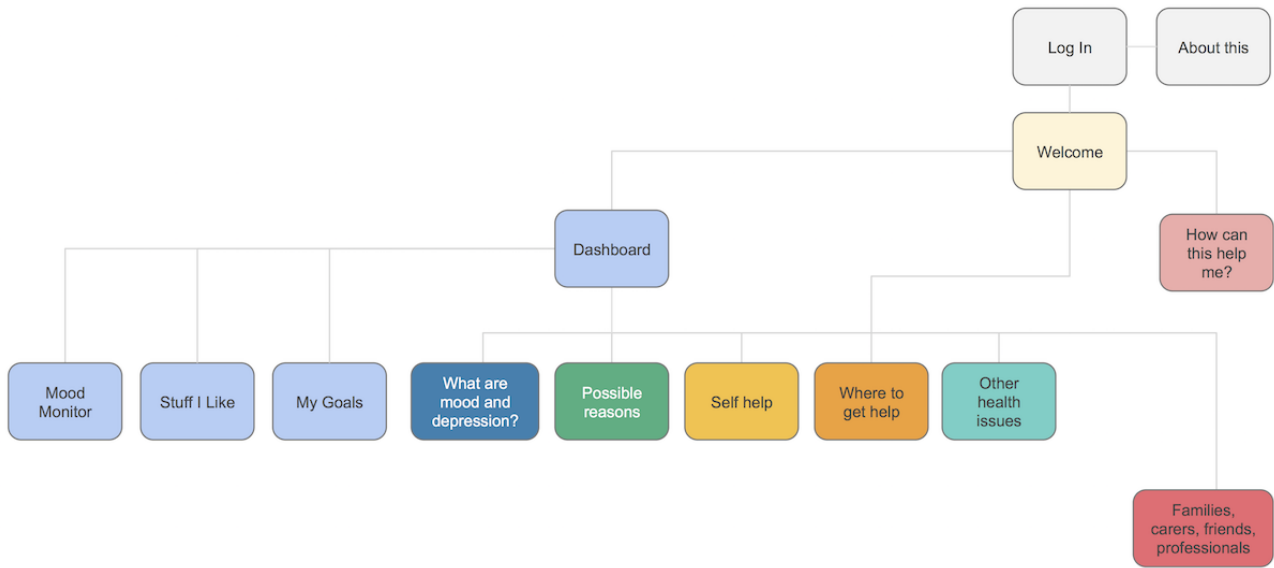 Log In
About this
Welcome
How can
this help
me?
Dashboard
Mood
Monitor
Stuff I Like
My Goals
What are
mood and
depression?
Possible
reasons
Self help
Where to
get help
Other
health
issues
Families,
carers, friends,
professionals